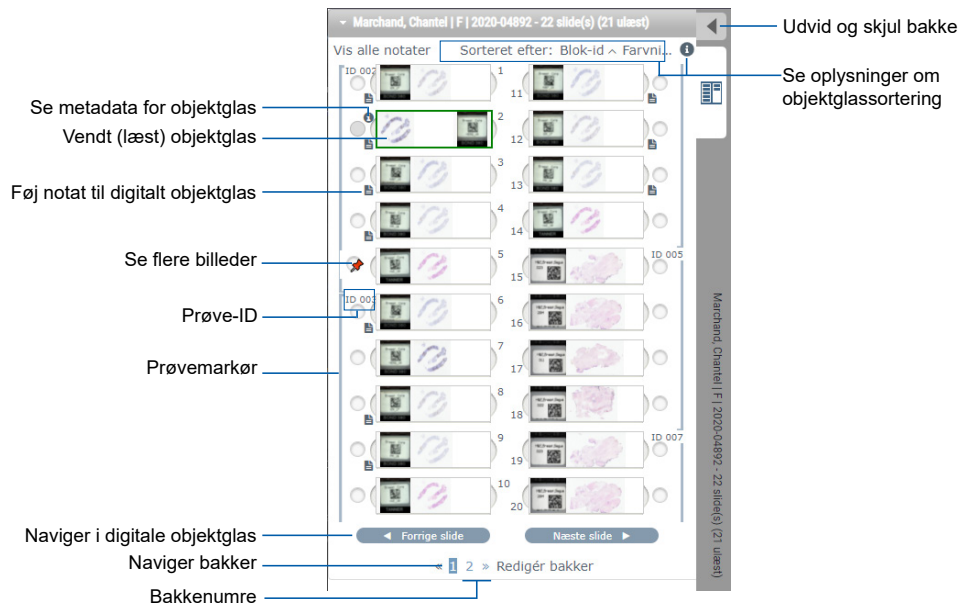 Marchand, Chantel | F | 2020-04892 - 22 slide(s) (21 ulæst)
Udvid og skjul bakke
Vis alle notater
Sorteret efter: Blok-id ^ Farvni...
Se oplysninger om
objektglassortering
ID 002
1
11
Se metadata for objektglas
2
Vendt (læst) objektglas
12
3
Føj notat til digitalt objektglas
13
4
14
Se flere billeder
5
ID 005
15
ID 003
6
Prøve-ID
16
7
Prøvemarkør
17
8
18
9
ID 007
19
10
20
Marchand, Chantel | F | 2020-04892 - 22 slide(s) (21 ulæst)
Naviger i digitale objektglas
Forrige slide
Næste slide
Naviger bakker
« 1 2 » Redigér bakker
Bakkenumre